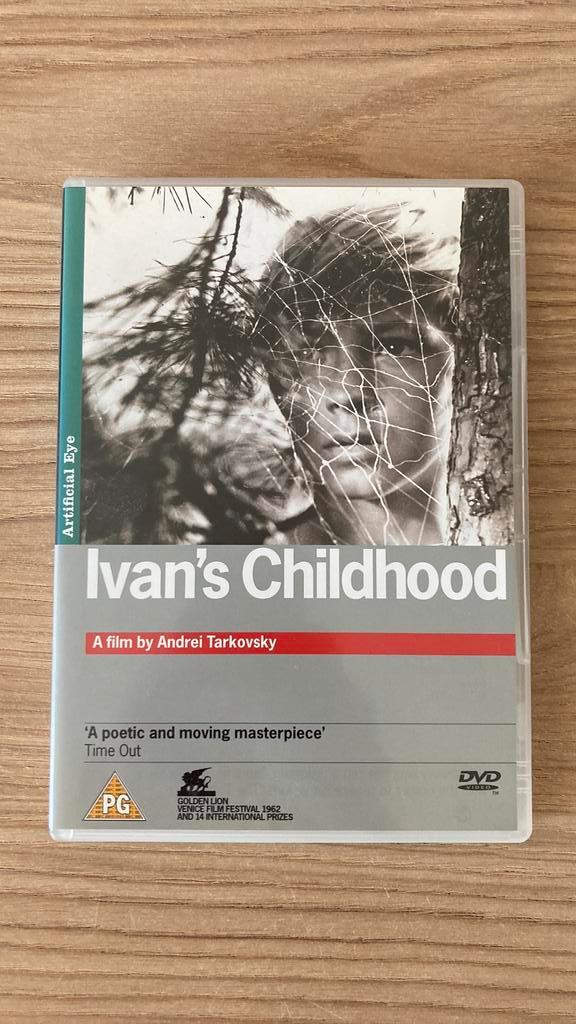 Artificial Eye
Ivan's Childhood
A film by Andrei Tarkovsky
'A poetic and moving masterpiece'
Time Out
PG
GOLDEN LION
VENICE FILM FESTIVAL 1962
AND 14 INTERNATIONAL PRIZES
DVD
VIDEO
TM